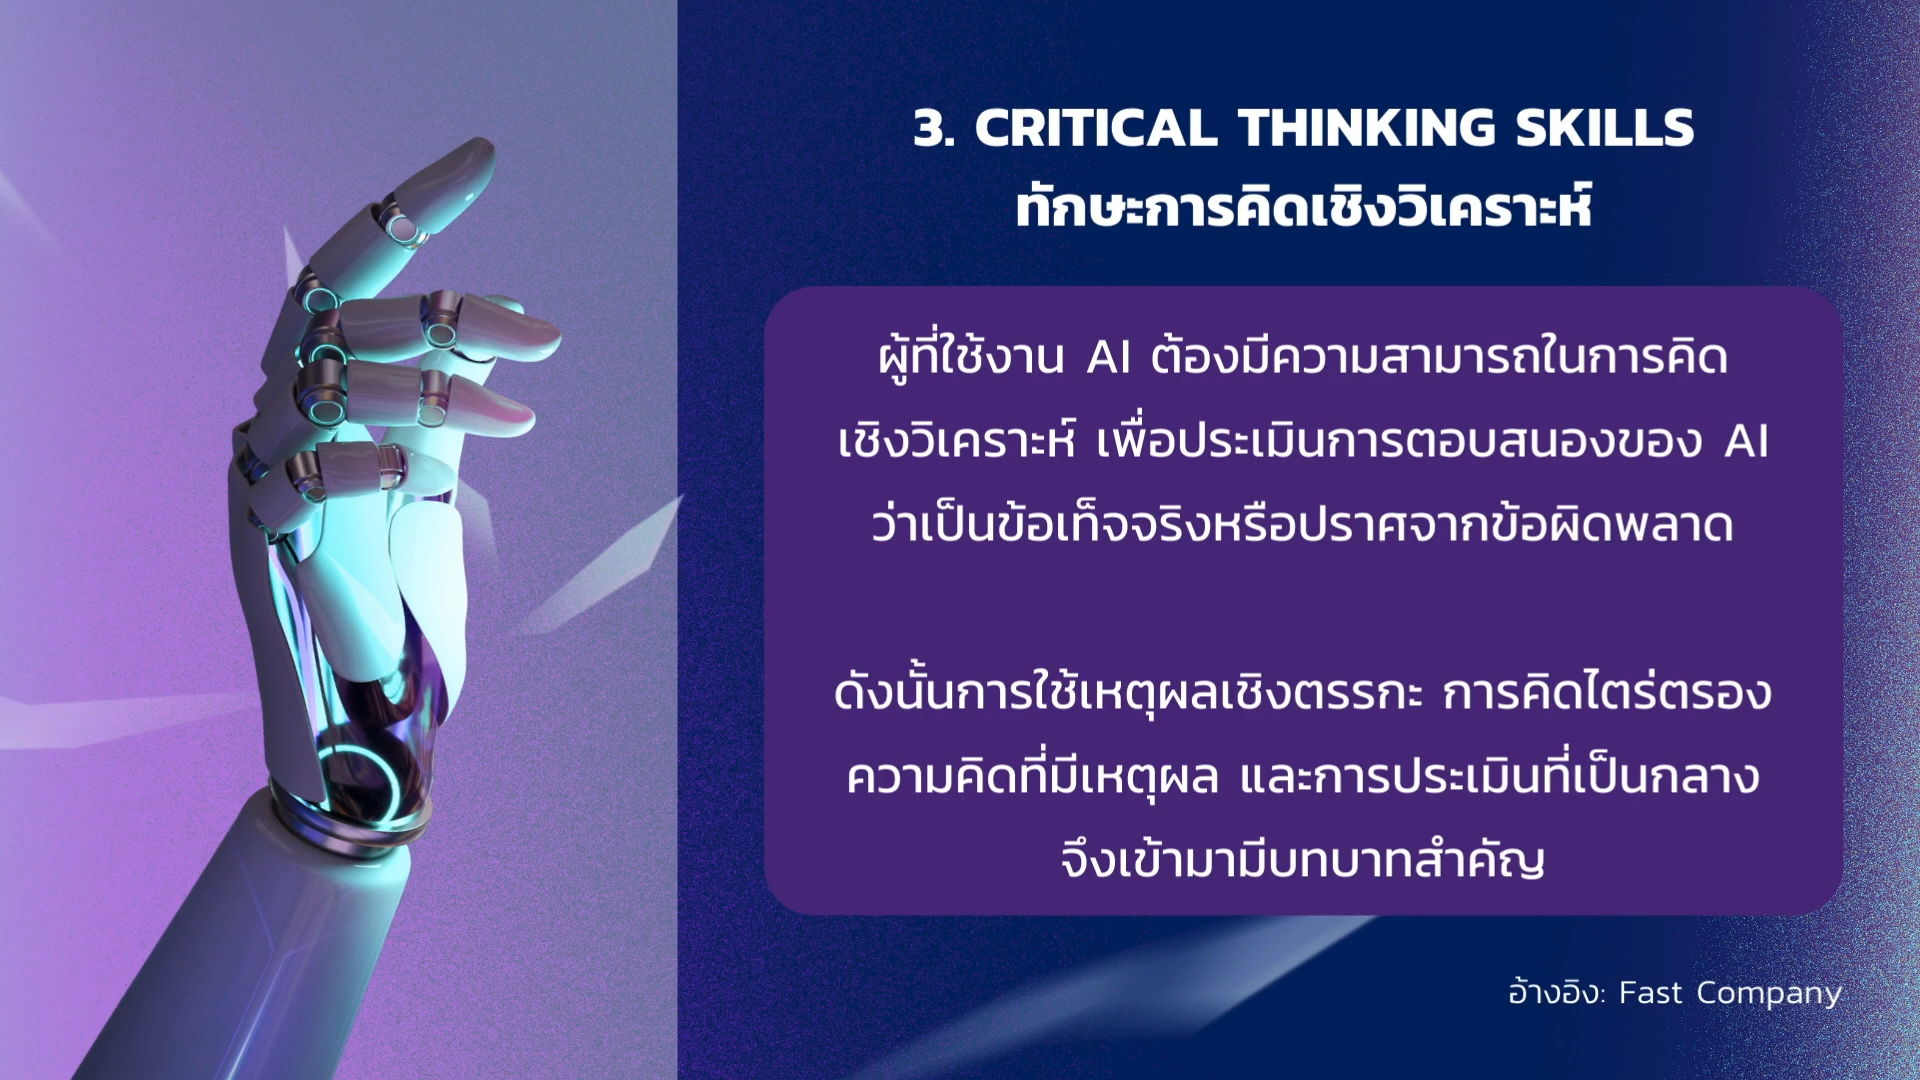 3. CRITICAL THINKING SKILLS
ทักษะการคิดเชิงวิเคราะห์
ผู้ที่ใช้งาน AI ต้องมีความสามารถในการคิด
เชิงวิเคราะห์ เพื่อประเมินการตอบสนองของ AI
ว่าเป็นข้อเท็จจริงหรือปราศจากข้อผิดพลาด
ดังนั้นการใช้เหตุผลเชิงตรรกะ การคิดไตร่ตรอง
ความคิดที่มีเหตุผล และการประเมินที่เป็นกลาง
จึงเข้ามามีบทบาทสำคัญ
อ้างอิง: Fast Company